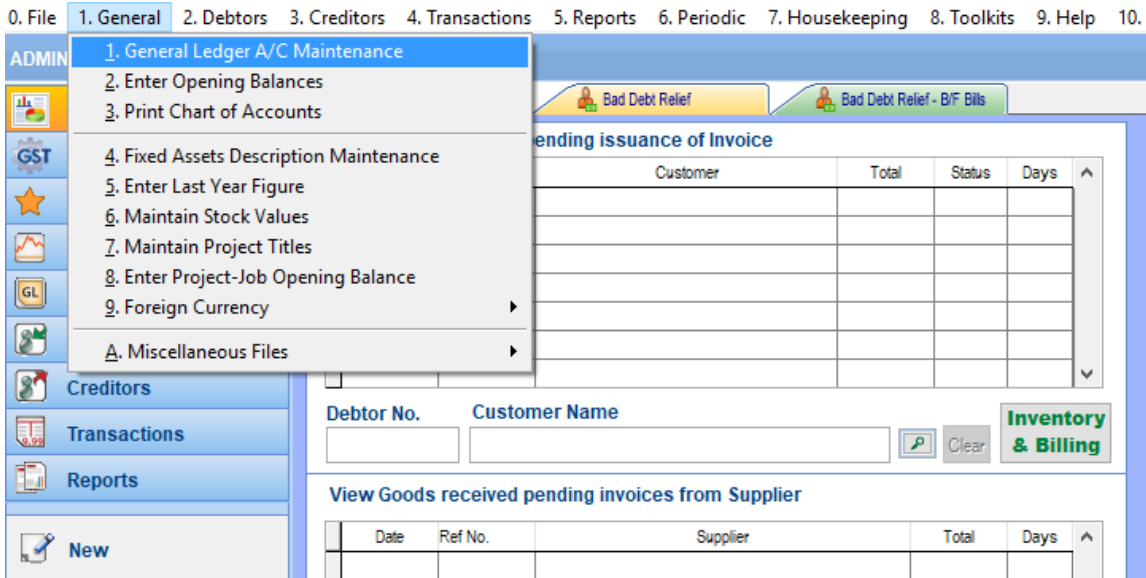 0. File 1. General 2. Debtors 3. Creditors 4. Transactions 5. Reports 6. Periodic 7. Housekeeping 8. Toolkits 9. Help 10.
ADMIN
1. General Ledger A/C Maintenance
2. Enter Opening Balances
3. Print Chart of Accounts
4. Fixed Assets Description Maintenance
5. Enter Last Year Figure
6. Maintain Stock Values
7. Maintain Project Titles
8. Enter Project-Job Opening Balance
9. Foreign Currency
A. Miscellaneous Files
GST
GL
Creditors
9.99
Transactions
Reports
New
Bad Debt Relief Bad Debt Relief - B/F Bills
ending issuance of Invoice
Customer Total Status Days
Debtor No. Customer Name
Clear
Inventory
& Billing
View Goods received pending invoices from Supplier
Date Ref No. Supplier Total Days